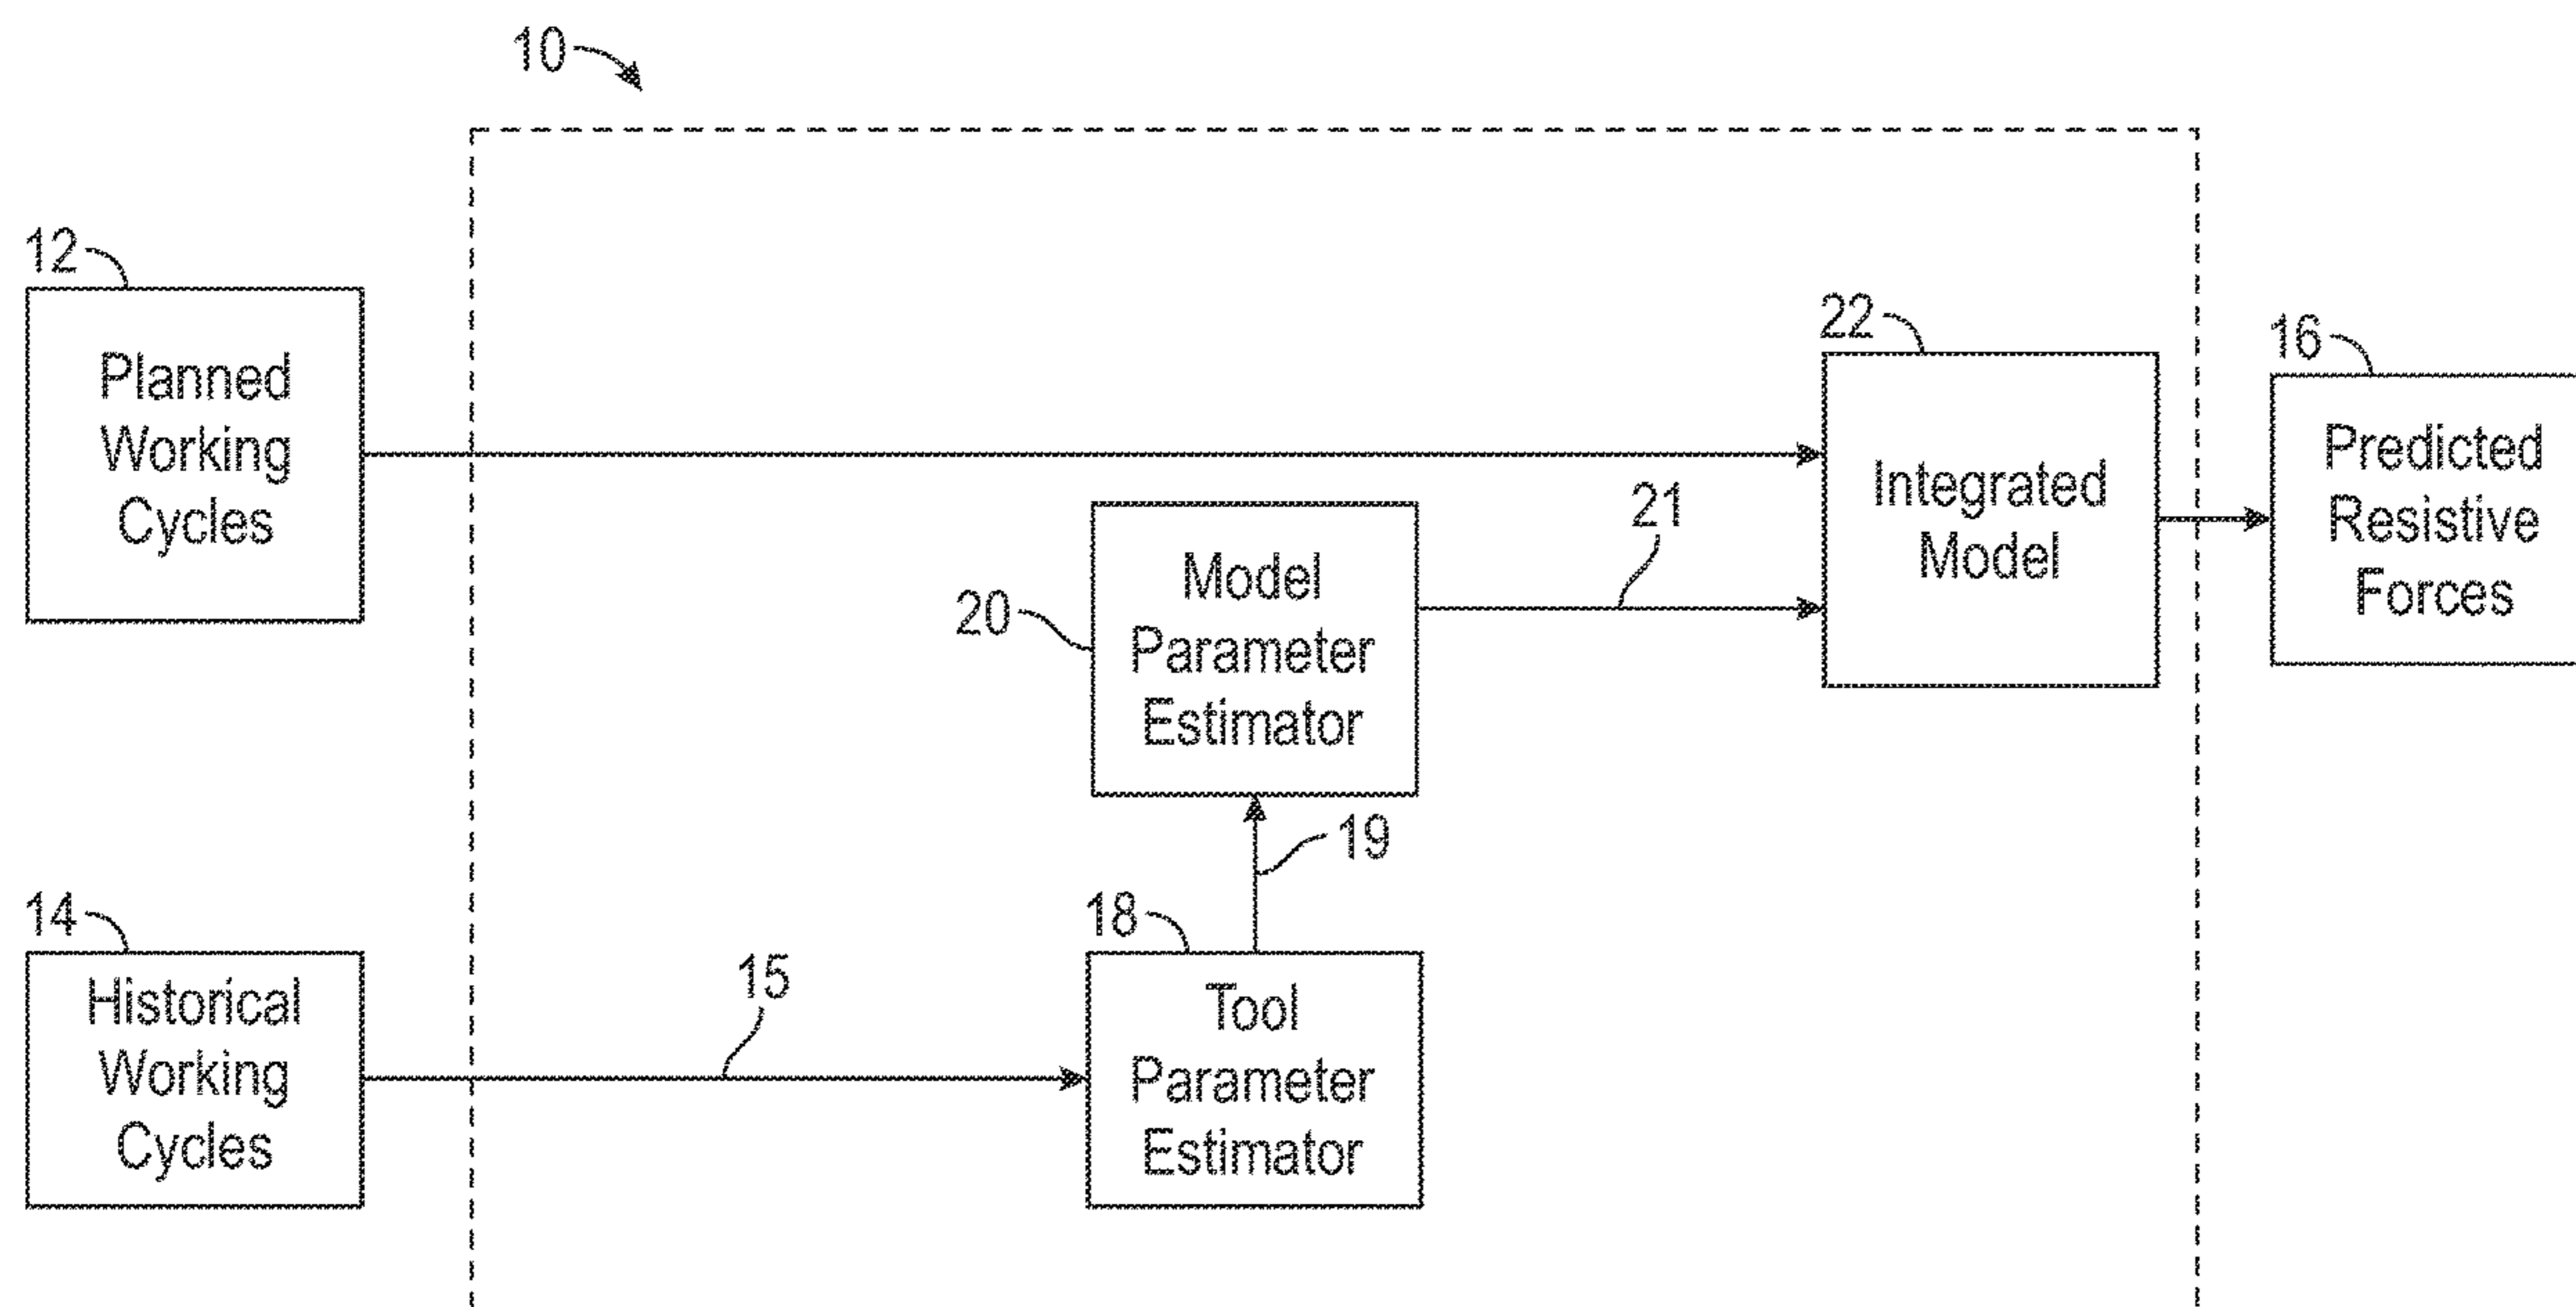 10
12
Planned
Working
Cycles
22
Integrated
Model
16
Predicted
Resistive
Forces
20
Model
Parameter
Estimator
21
19
14
Historical
Working
Cycles
15
18
Tool
Parameter
Estimator